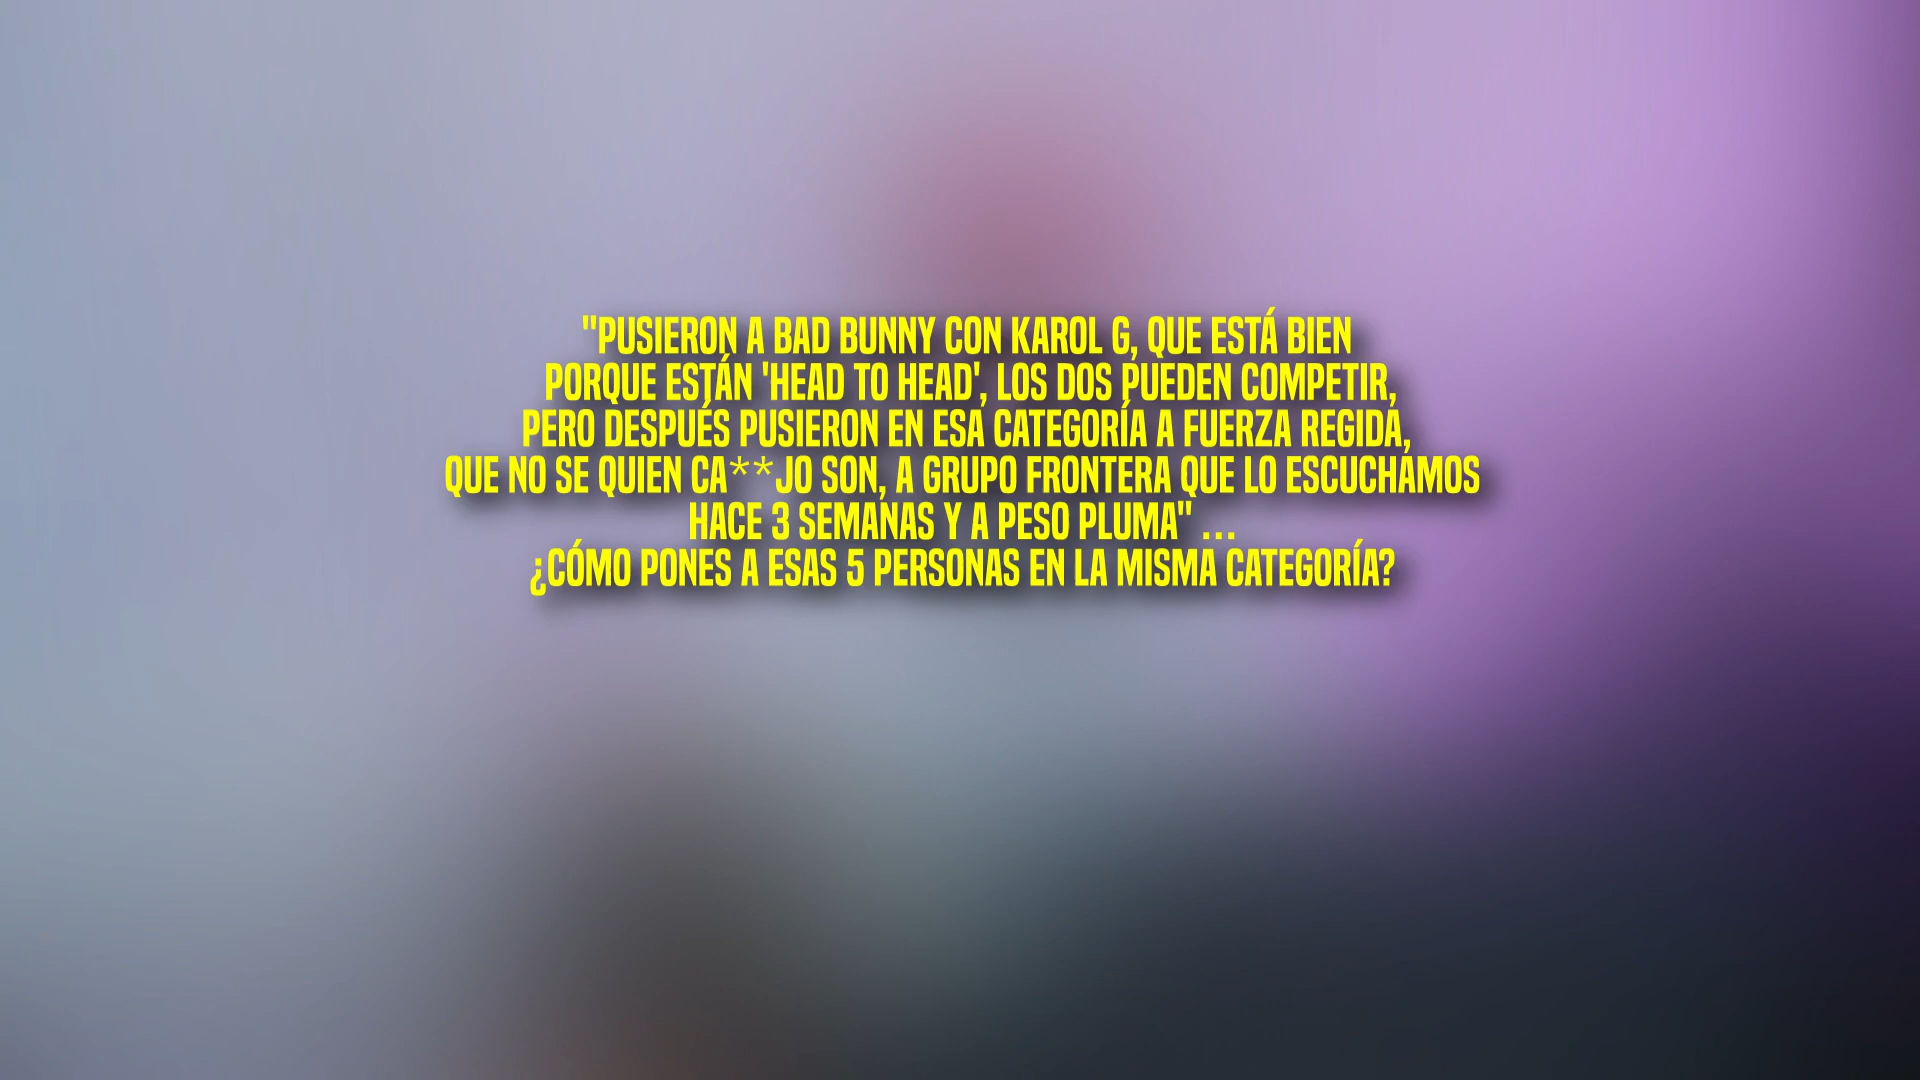 "PUSIERON A BAD BUNNY CON KAROL G, QUE ESTÁ BIEN
PORQUE ESTÁN 'HEAD TO HEAD', LOS DOS PUEDEN COMPETIR,
PERO DESPUÉS PUSIERON EN ESA CATEGORÍA A FUERZA REGIDA,
QUE NO SE QUIEN CA**JO SON, A GRUPO FRONTERA QUE LO ESCUCHAMOS
HACE 3 SEMANAS Y A PESO PLUMA" ...
¿CÓMO PONES A ESAS 5 PERSONAS EN LA MISMA CATEGORÍA?